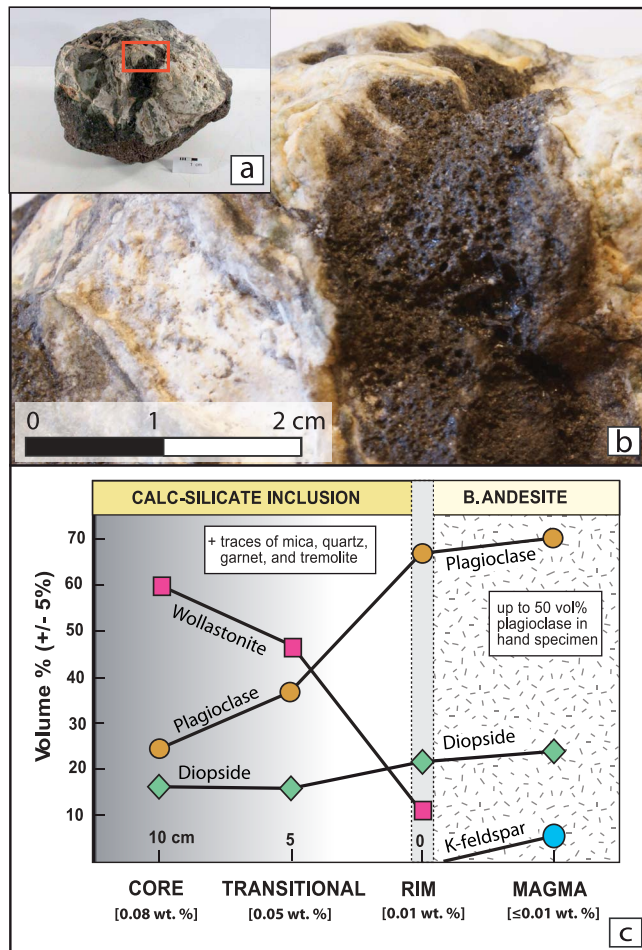 a
0 1 2 cm
b
CALC-SILICATE INCLUSION
B.ANDESITE
+ traces of mica, quartz,
garnet, and tremolite
70
60
50
40
30
20
10
Volume % (+/- 5%)
Wollastonite
Plagioclase
Diopside
Plagioclase
up to 50 vol%
plagioclase in
hand specimen
Diopside
K-feldspar
10 cm
5
0
CORE
TRANSITIONAL
RIM
MAGMA
[0.08 wt. %]
[0.05 wt. %]
[0.01 wt. %]
[≤0.01 wt. %]
c